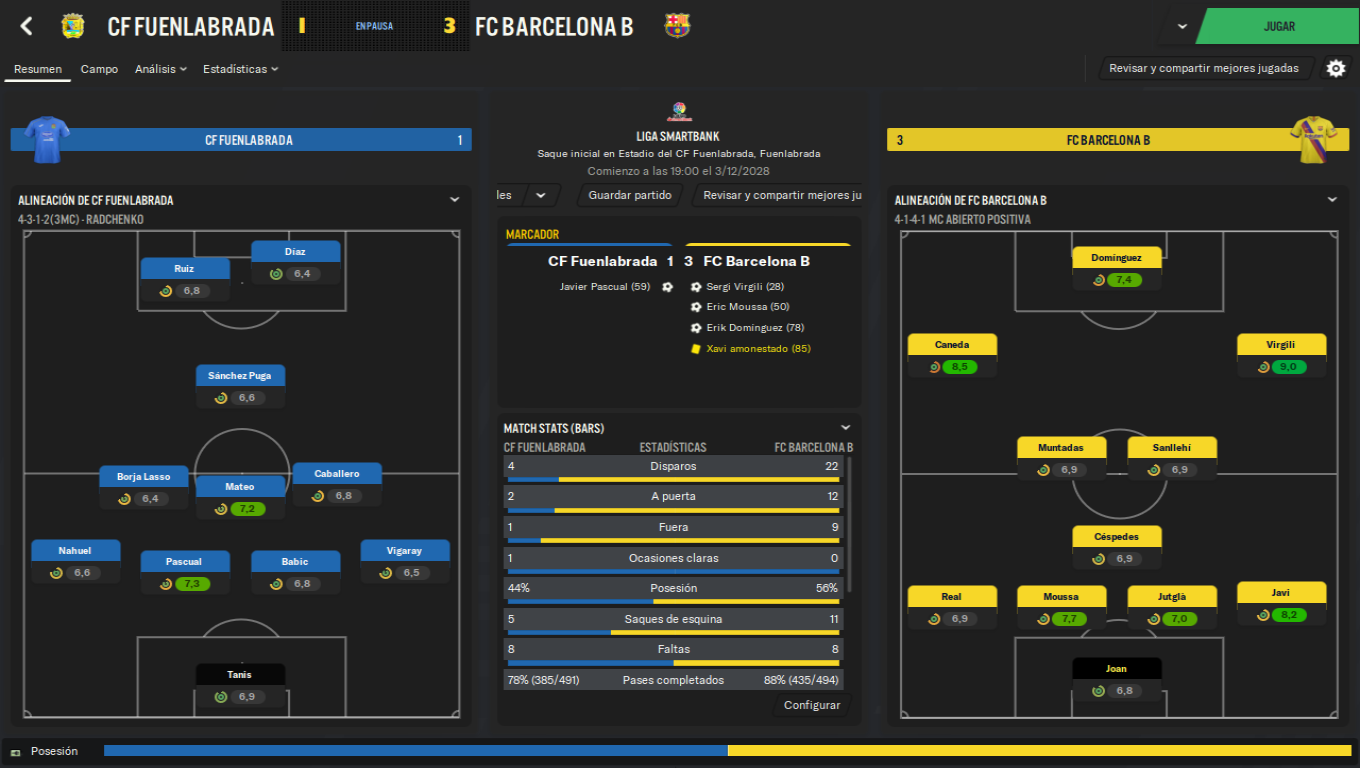 CF FUENLABRADA
1
EN PAUSA
3
FC BARCELONA B
JUGAR
Resumen
Campo
Análisis
Estadísticas
Revisar y compartir mejores jugadas
CF FUENLABRADA
1
ALINEACIÓN DE CF FUENLABRADA
4-3-1-2(3MC) - RADCHENKO
Díaz
6,4
Ruiz
6,8
Sánchez Puga
6,6
Borja Lasso
6,4
Mateo
7,2
Caballero
6,8
Nahuel
6,6
Pascual
7,3
Babic
6,8
Vigaray
6,5
Tanis
6,9
LIGA SMARTBANK
Saque inicial en Estadio del CF Fuenlabrada, Fuenlabrada
Comienzo a las 19:00 el 3/12/2028
les
Guardar partido
Revisar y compartir mejores ju
MARCADOR
CF Fuenlabrada 1 3 FC Barcelona B
Javier Pascual (59)
Sergi Virgili (28)
Eric Moussa (50)
Erik Domínguez (78)
Xavi amonestado (85)
MATCH STATS (BARS)
CF FUENLABRADA ESTADÍSTICAS FC BARCELONA B
4 Disparos 22
2 A puerta 12
1 Fuera 9
1 Ocasiones claras 0
44% Posesión 56%
5 Saques de esquina 11
8 Faltas 8
78% (385/491) Pases completados 88% (435/494)
Configurar
3
FC BARCELONA B
ALINEACIÓN DE FC BARCELONA B
4-1-4-1 MC ABIERTO POSITIVA
Domínguez
7,4
Caneda
8,5
Virgili
9,0
Muntadas
6,9
Sanllehí
6,9
Céspedes
6,9
Real
6,9
Moussa
7,7
Jutglà
7,0
Javi
8,2
Joan
6,8
Posesión